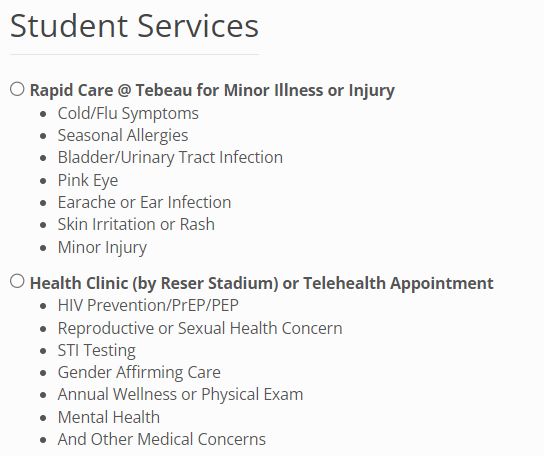 Student Services
Rapid Care @ Tebeau for Minor Illness or Injury
• Cold/Flu Symptoms
• Seasonal Allergies
• Bladder/Urinary Tract Infection
• Pink Eye
• Earache or Ear Infection
• Skin Irritation or Rash
• Minor Injury
Health Clinic (by Reser Stadium) or Telehealth Appointment
• HIV Prevention/PrEP/PEP
• Reproductive or Sexual Health Concern
• STI Testing
• Gender Affirming Care
• Annual Wellness or Physical Exam
• Mental Health
• And Other Medical Concerns